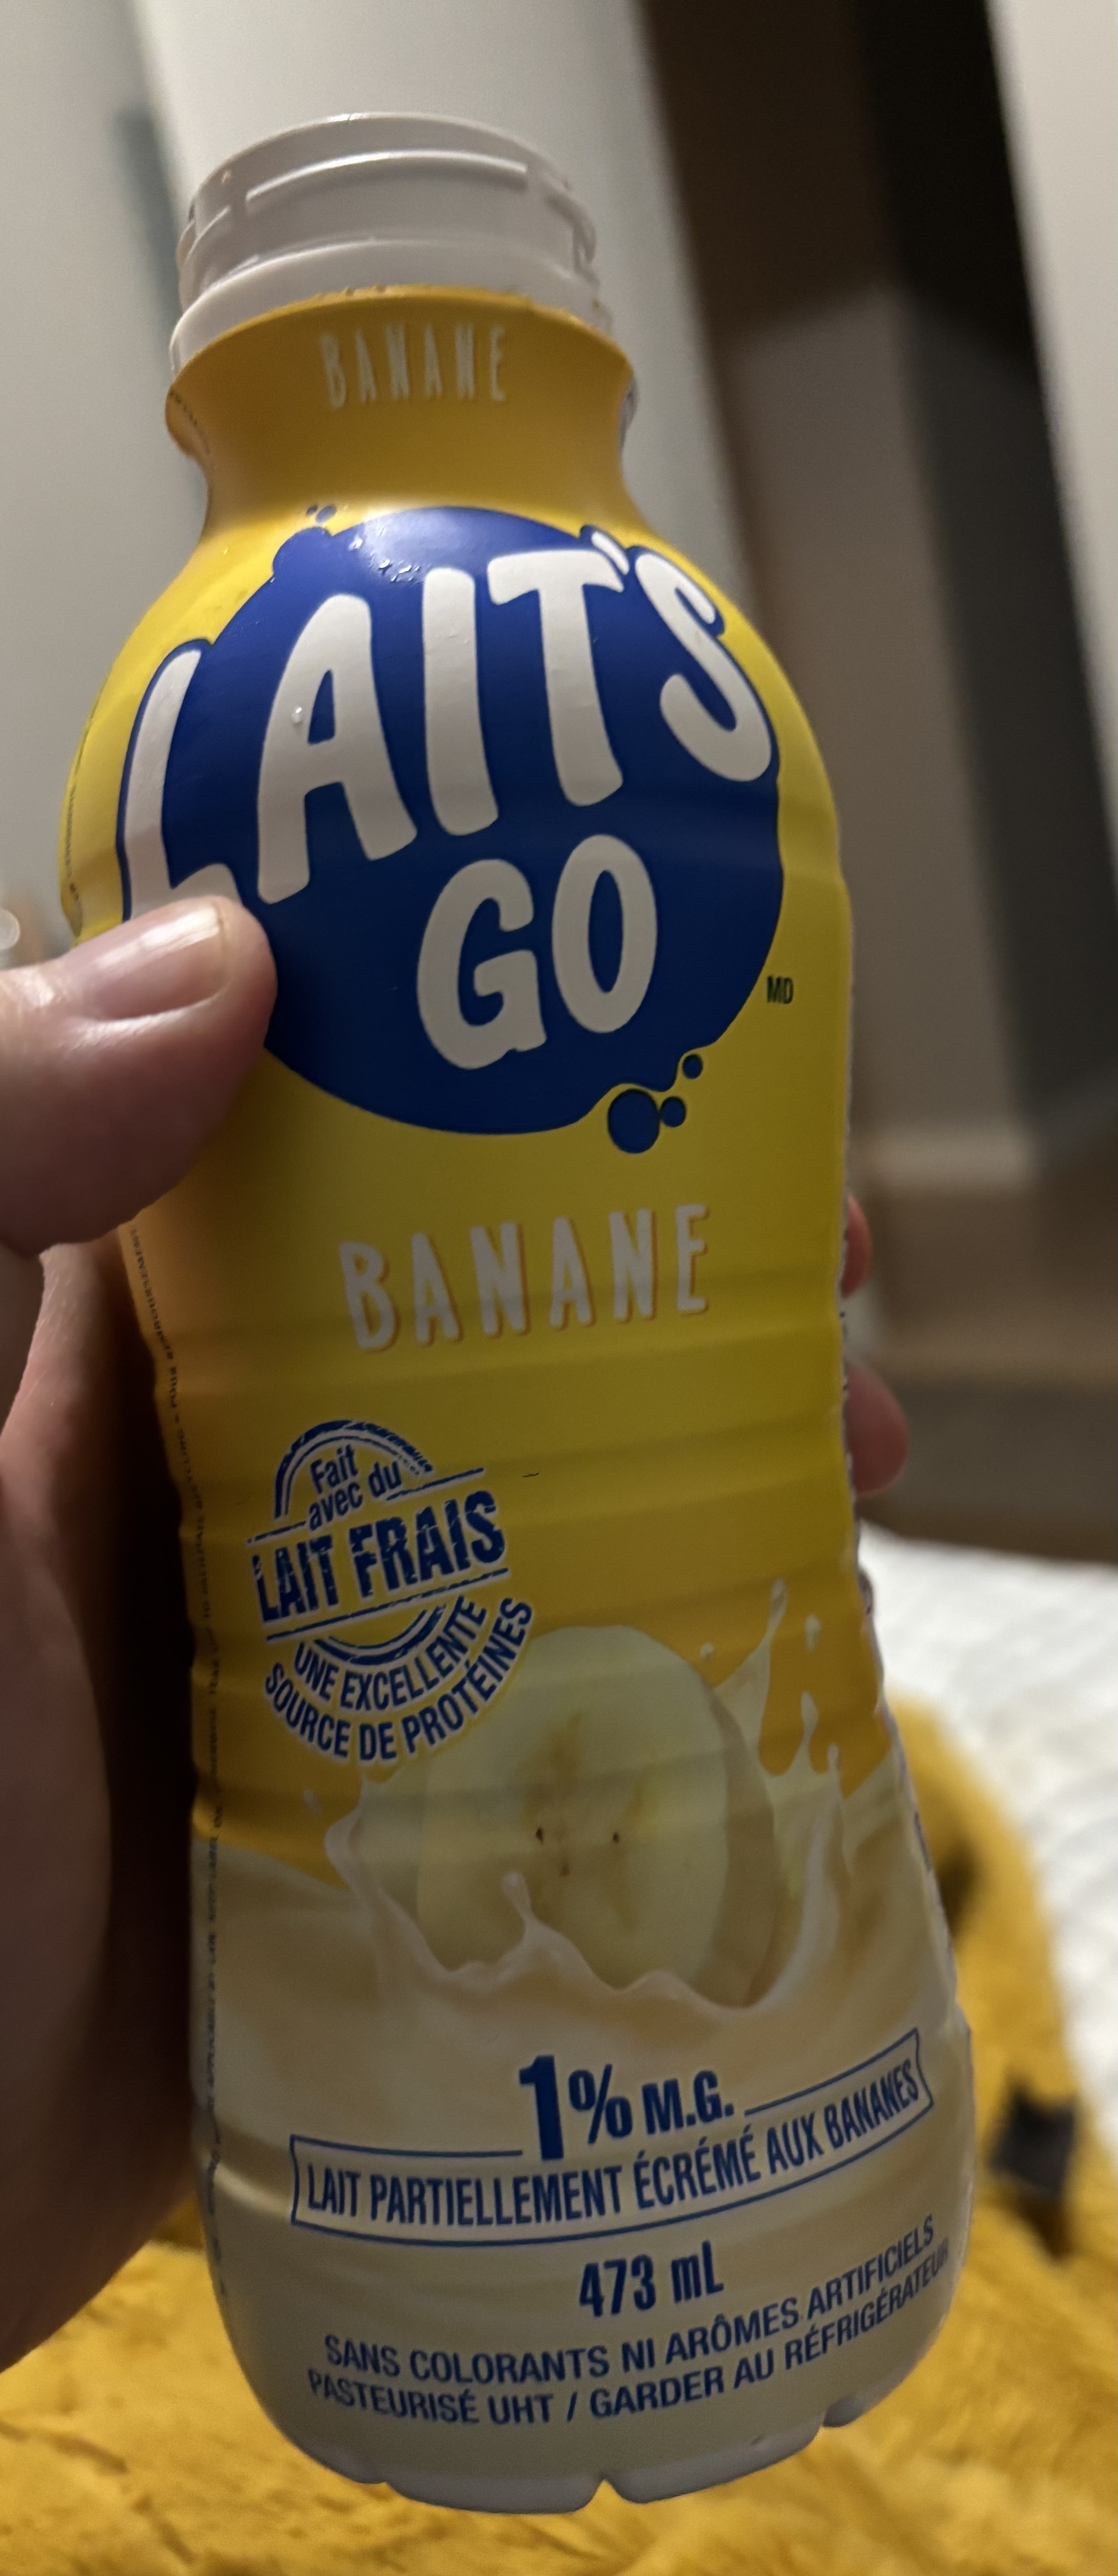 BANANE
LAIT'S
GO
MD
BANANE
Fait
avec du
LAIT FRAIS
UNE EXCELLENTE
SOURCE DE PROTÉINES
1% M.G.
LAIT PARTIELLEMENT ÉCRÉMÉ AUX BANANES
473 mL
SANS COLORANTS NI ARÔMES ARTIFICIELS
PASTEURISÉ UHT / GARDER AU RÉFRIGÉRATEUR